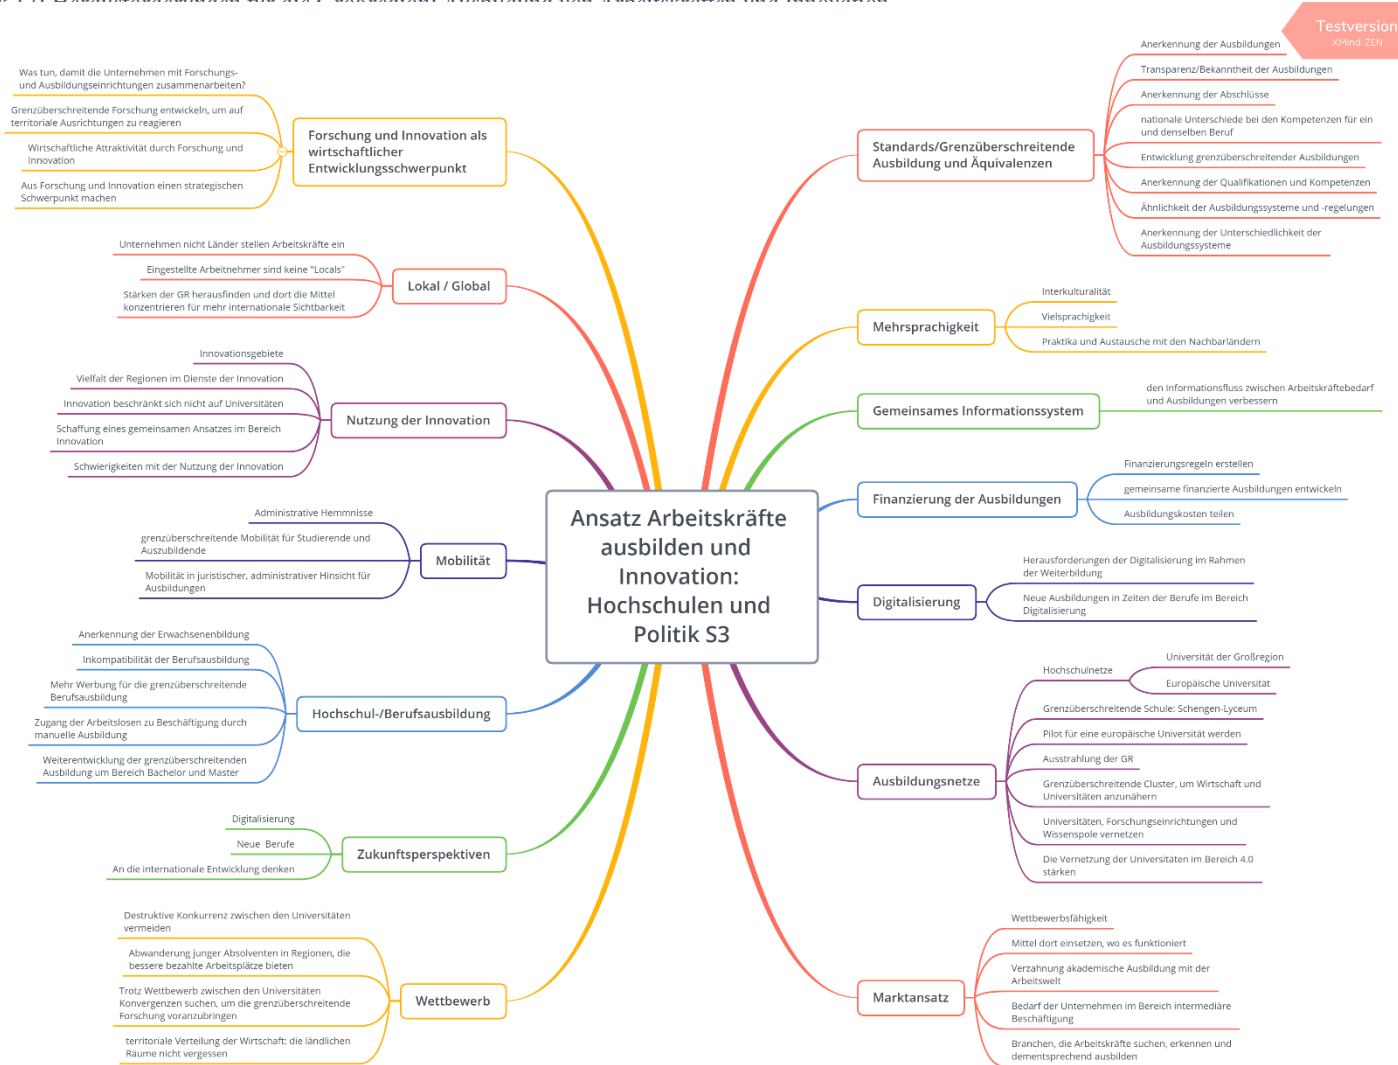 Testversion
XMind-ZEN
Ansatz Arbeitskräfte
ausbilden und
Innovation:
Hochschulen und
Politik S3
Forschung und Innovation als
wirtschaftlicher
Entwicklungsschwerpunkt
Was tun, damit die Unternehmen mit Forschungs-
und Ausbildungseinrichtungen zusammenarbeiten?
Grenzüberschreitende Forschung entwickeln, um auf
territoriale Ausrichtungen zu reagieren
Wirtschaftliche Attraktivität durch Forschung und
Innovation
Aus Forschung und Innovation einen strategischen
Schwerpunkt machen
Lokal / Global
Unternehmen nicht Länder stellen Arbeitskräfte ein
Eingestellte Arbeitnehmer sind keine "Locals"
Stärken der GR herausfinden und dort die Mittel
konzentrieren für mehr internationale Sichtbarkeit
Nutzung der Innovation
Innovationsgebiete
Vielfalt der Regionen im Dienste der Innovation
Innovation beschränkt sich nicht auf Universitäten
Schaffung eines gemeinsamen Ansatzes im Bereich
Innovation
Schwierigkeiten mit der Nutzung der Innovation
Mobilität
Administrative Hemmnisse
grenzüberschreitende Mobilität für Studierende und
Auszubildende
Mobilität in juristischer, administrativer Hinsicht für
Ausbildungen
Hochschul-/Berufsausbildung
Anerkennung der Erwachsenenbildung
Inkompatibilität der Berufsausbildung
Mehr Werbung für die grenzüberschreitende
Berufsausbildung
Zugang der Arbeitslosen zu Beschäftigung durch
manuelle Ausbildung
Weiterentwicklung der grenzüberschreitenden
Ausbildung um Bereich Bachelor und Master
Zukunftsperspektiven
Digitalisierung
Neue Berufe
An die internationale Entwicklung denken
Wettbewerb
Destruktive Konkurrenz zwischen den Universitäten
vermeiden
Abwanderung junger Absolventen in Regionen, die
bessere bezahlte Arbeitsplätze bieten
Trotz Wettbewerb zwischen den Universitäten
Konvergenzen suchen, um die grenzüberschreitende
Forschung voranzubringen
territoriale Verteilung der Wirtschaft: die ländlichen
Räume nicht vergessen
Standards/Grenzüberschreitende
Ausbildung und Äquivalenzen
Anerkennung der Ausbildungen
Transparenz/Bekanntheit der Ausbildungen
Anerkennung der Abschlüsse
nationale Unterschiede bei den Kompetenzen für ein
und denselben Beruf
Entwicklung grenzüberschreitender Ausbildungen
Anerkennung der Qualifikationen und Kompetenzen
Ähnlichkeit der Ausbildungssysteme und -regelungen
Anerkennung der Unterschiedlichkeit der
Ausbildungssysteme
Mehrsprachigkeit
Interkulturalität
Vielsprachigkeit
Praktika und Austausche mit den Nachbarländern
Gemeinsames Informationssystem
den Informationsfluss zwischen Arbeitskräftebedarf
und Ausbildungen verbessern
Finanzierung der Ausbildungen
Finanzierungsregeln erstellen
gemeinsame finanzierte Ausbildungen entwickeln
Ausbildungskosten teilen
Digitalisierung
Herausforderungen der Digitalisierung im Rahmen
der Weiterbildung
Neue Ausbildungen in Zeiten der Berufe im Bereich
Digitalisierung
Ausbildungsnetze
Hochschulnetze
Universität der Großregion
Europäische Universität
Grenzüberschreitende Schule: Schengen-Lyceum
Pilot für eine europäische Universität werden
Ausstrahlung der GR
Grenzüberschreitende Cluster, um Wirtschaft und
Universitäten anzunähern
Universitäten, Forschungseinrichtungen und
Wissenspole vernetzen
Die Vernetzung der Universitäten im Bereich 4.0
stärken
Marktansatz
Wettbewerbsfähigkeit
Mittel dort einsetzen, wo es funktioniert
Verzahnung akademische Ausbildung mit der
Arbeitswelt
Bedarf der Unternehmen im Bereich intermediäre
Beschäftigung
Branchen, die Arbeitskräfte suchen, erkennen und
dementsprechend ausbilden